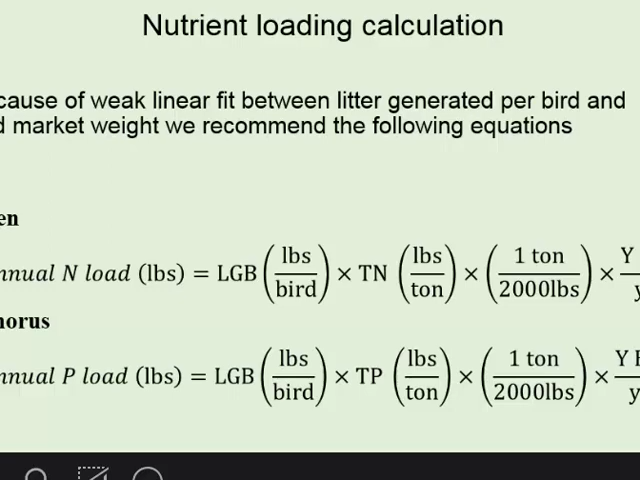 Nutrient loading calculation
cause of weak linear fit between litter generated per bird and
d market weight we recommend the following equations
en
nnual N load (lbs) = LGB (lbs/bird) × TN (lbs/ton) × (1 ton/2000lbs) × Y
horus
nnual P load (lbs) = LGB (lbs/bird) × TP (lbs/ton) × (1 ton/2000lbs) × Y